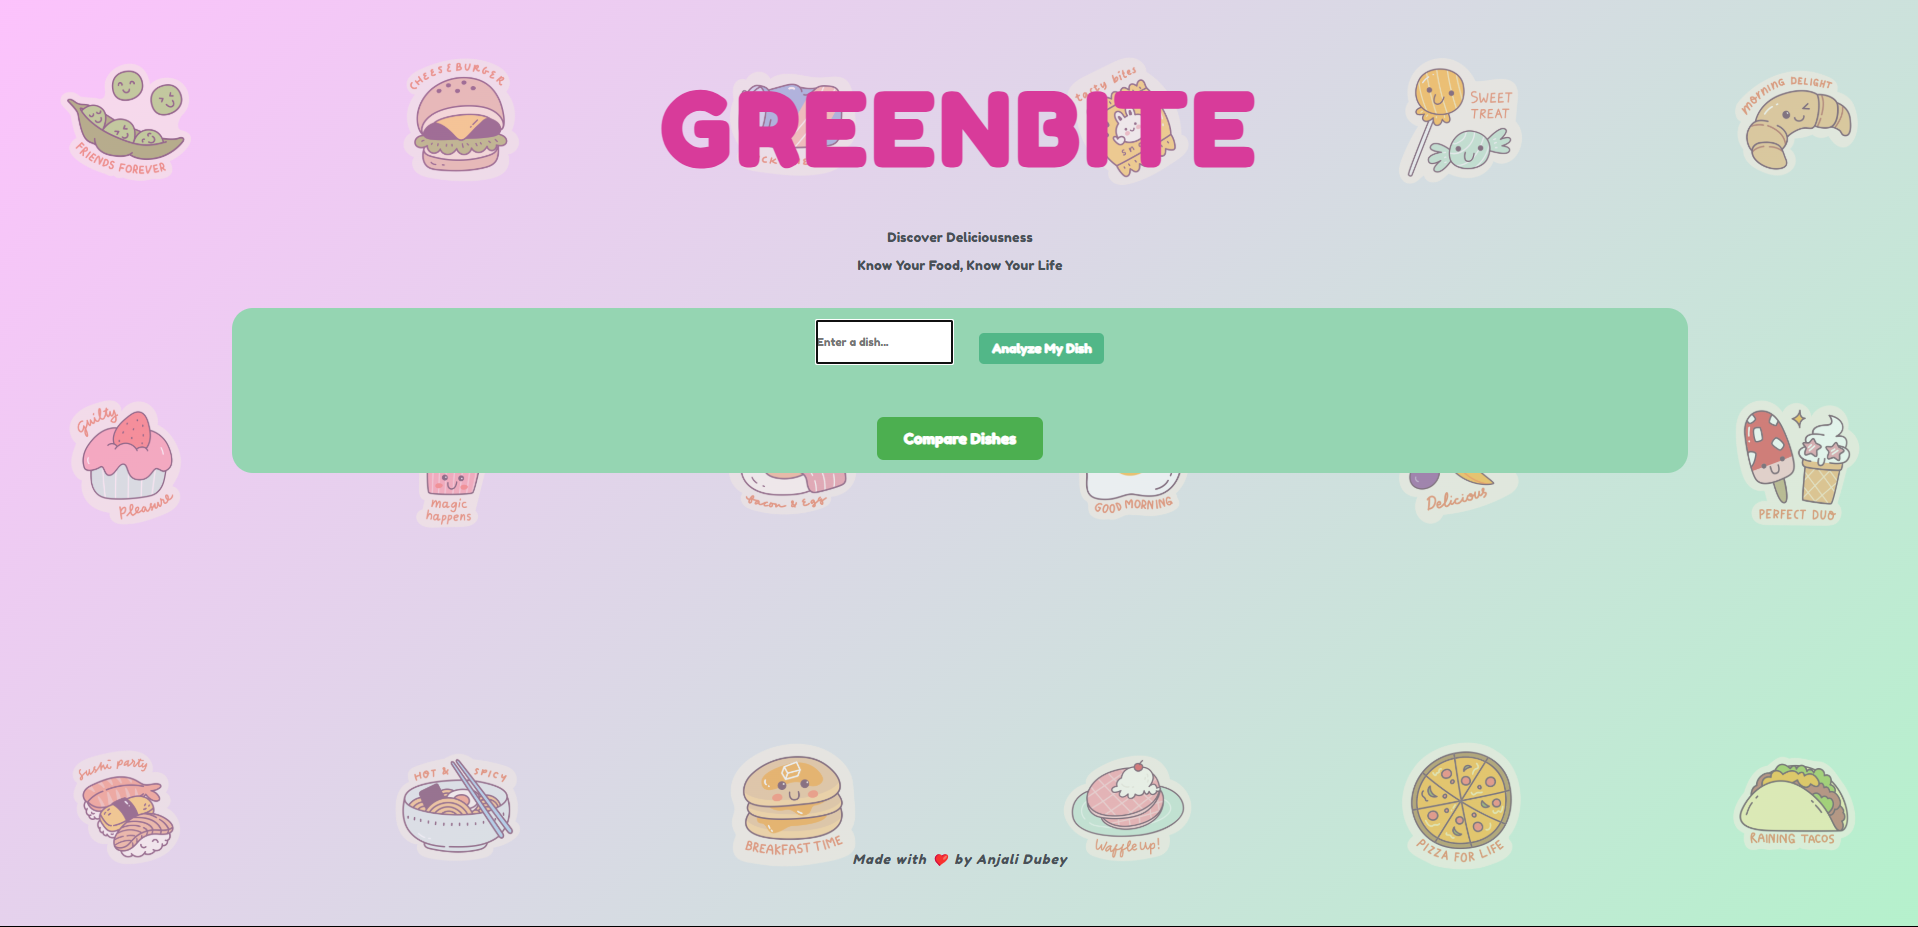 FRIENDS FOREVER
CHEESEBURGER
GREENBITE
tasty bites
SWEET
TREAT
mORNiNG DELIGHT
Discover Deliciousness
Know Your Food, Know Your Life
Enter a dish...
Analyze My Dish
Compare Dishes
Guilty
Pleasure
magic
happens
bacon & Egg
GOOD MORNING
Delicious
PERFECT DUO
Sushi party
HOT & SPICY
BREAKFAST TIME
Waffle Up!
PIZZA FOR LIFE
RAINING TACOS
Made with ❤️ by Anjali Dubey